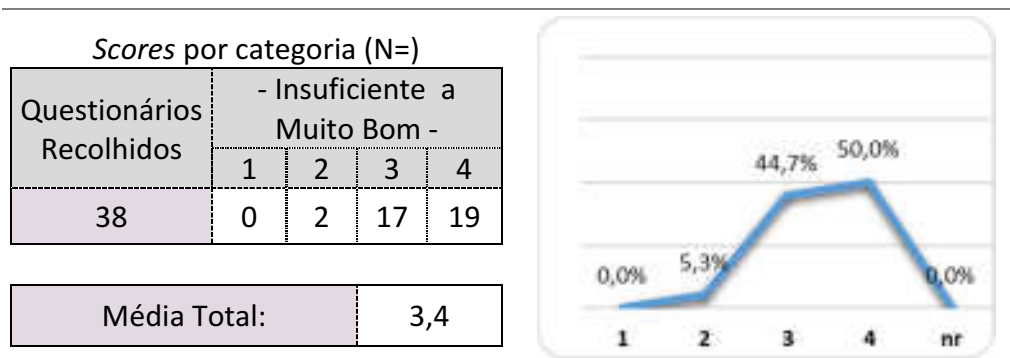 Scores por categoria (N=)
Questionários Recolhidos
- Insuficiente a
Muito Bom -
1 2 3 4
38 0 2 17 19
Média Total: 3,4
0,0% 5,3% 44,7% 50,0% 0,0%
1 2 3 4 nr